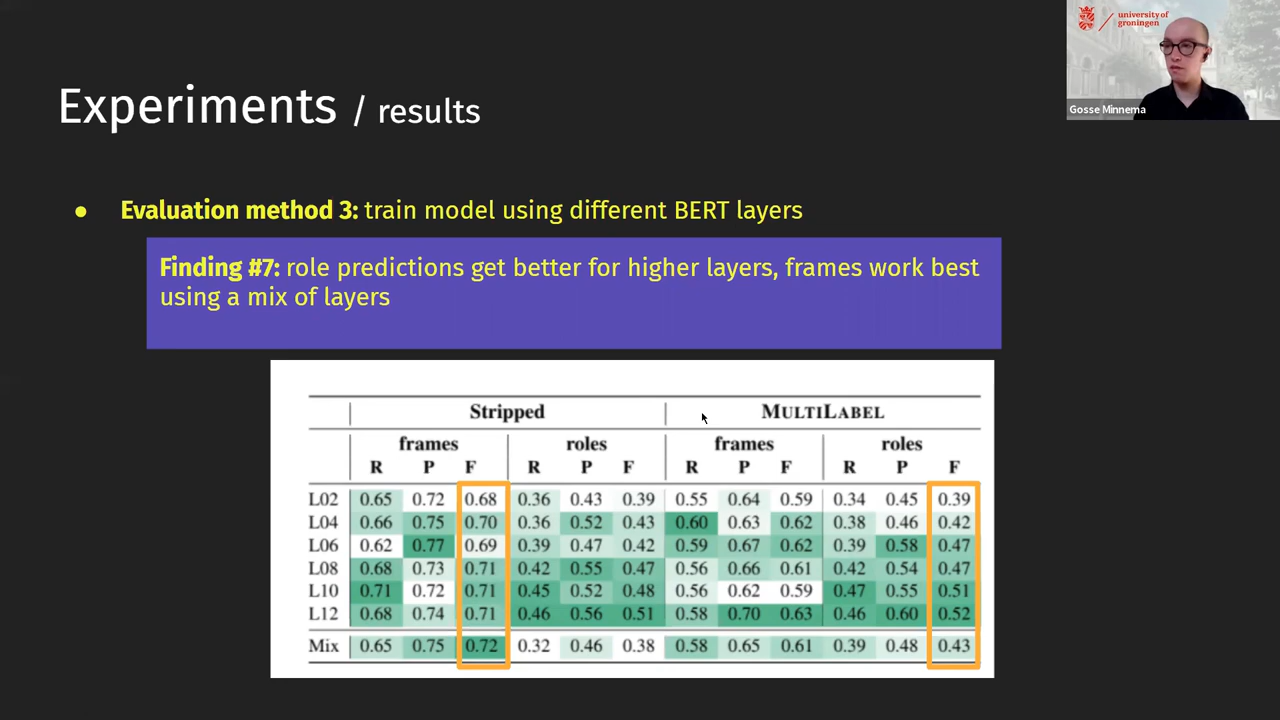 university of
groningen
Gosse Minnema
Experiments / results
● Evaluation method 3: train model using different BERT layers
Finding #7: role predictions get better for higher layers, frames work best
using a mix of layers
Stripped MULTILABEL
frames roles frames roles
R P F R P F R P F R P F
L02 0.65 0.72 0.68 0.36 0.43 0.39 0.55 0.64 0.59 0.34 0.45 0.39
L04 0.66 0.75 0.70 0.36 0.52 0.43 0.60 0.63 0.62 0.38 0.46 0.42
L06 0.62 0.77 0.69 0.39 0.47 0.42 0.59 0.67 0.62 0.39 0.58 0.47
L08 0.68 0.73 0.71 0.42 0.55 0.47 0.56 0.66 0.61 0.42 0.54 0.47
L10 0.71 0.72 0.71 0.45 0.52 0.48 0.56 0.62 0.59 0.47 0.55 0.51
L12 0.68 0.74 0.71 0.46 0.56 0.51 0.58 0.70 0.63 0.46 0.60 0.52
Mix 0.65 0.75 0.72 0.32 0.46 0.38 0.58 0.65 0.61 0.39 0.48 0.43